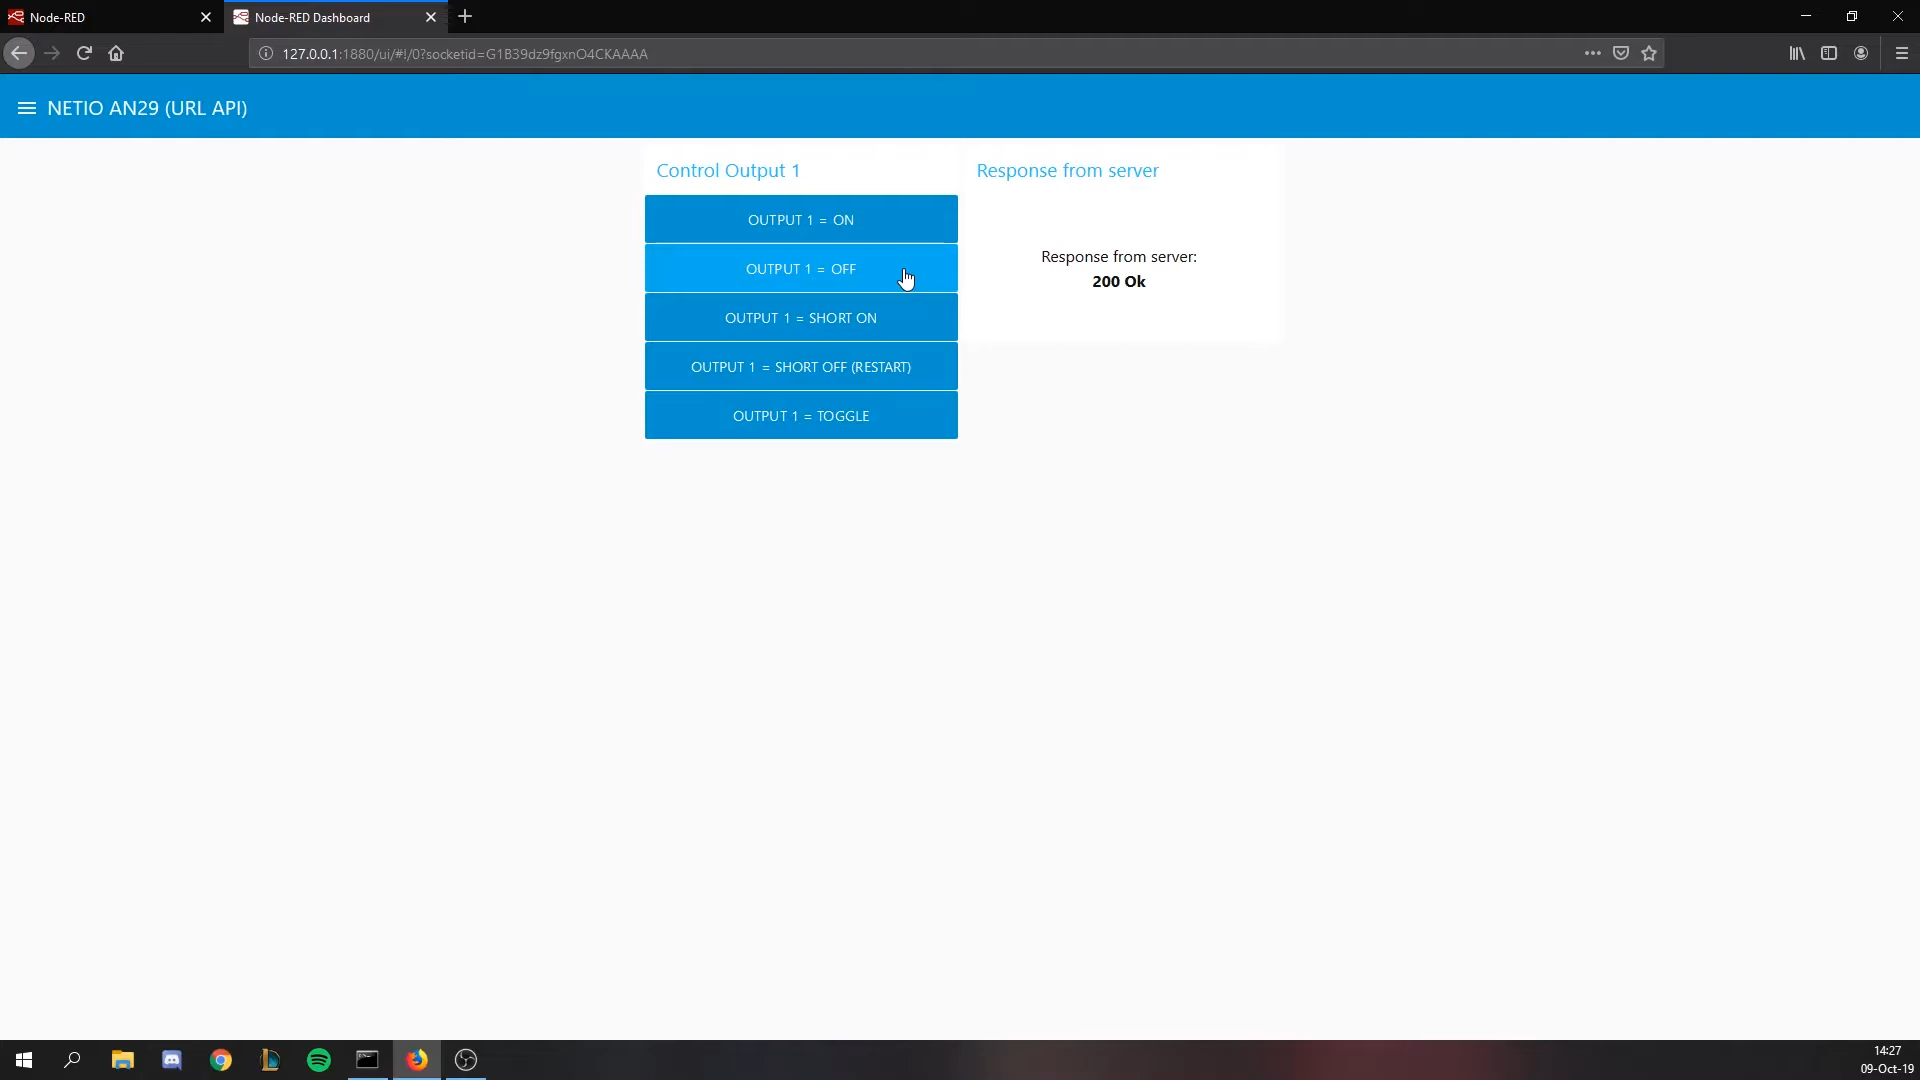 Node-RED
Node-RED Dashboard
127.0.0.1:1880/ui/#!/0?socketid=G1B39dz9fgxnO4CKAAAA
NETIO AN29 (URL API)
Control Output 1
OUTPUT 1 = ON
OUTPUT 1 = OFF
OUTPUT 1 = SHORT ON
OUTPUT 1 = SHORT OFF (RESTART)
OUTPUT 1 = TOGGLE
Response from server
Response from server:
200 Ok
14:27
09-Oct-19